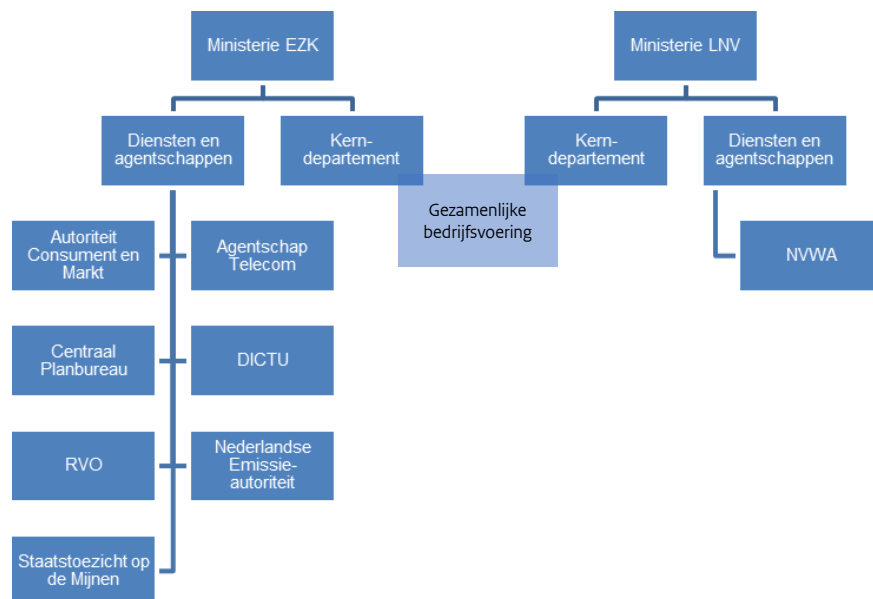 Ministerie EZK
Ministerie LNV
Diensten en
agentschappen
Kern-
departement
Kern-
departement
Diensten en
agentschappen
Gezamenlijke
bedrijfsvoering
Autoriteit
Consument en
Markt
Agentschap
Telecom
NVWA
Centraal
Planbureau
DICTU
RVO
Nederlandse
Emissie-
autoriteit
Staatstoezicht op
de Mijnen